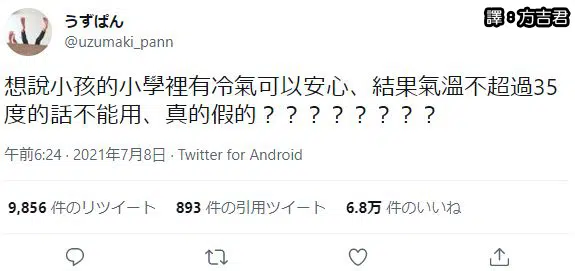 譯：方吉君
うずぱん
@uzumaki_pann
想說小孩的小學裡有冷氣可以安心、結果氣溫不超過35
度的話不能用、真的假的？？？？？？？？
午前6:24 · 2021年7月8日 · Twitter for Android
9,856 件のリツイート 893 件の引用ツイート 6.8万 件のいいね